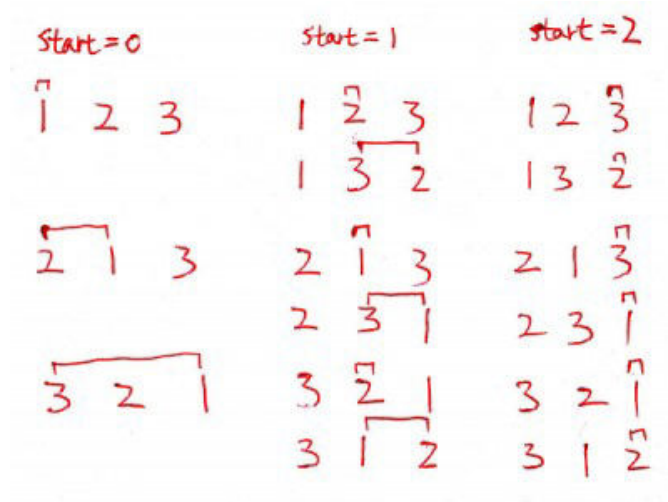 start=0 start=1 start=2
1 2 3 1 2 3 1 2 3
1 3 2 1 3 2
2 1 3 2 1 3 2 1 3
2 3 1 2 3 1
3 2 1 3 2 1 3 2 1
3 1 2 3 1 2